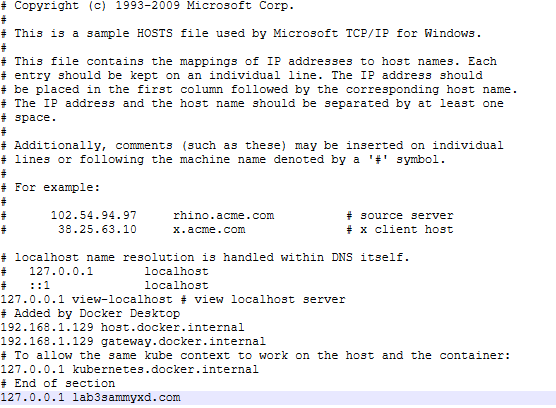 # Copyright (c) 1993-2009 Microsoft Corp.
#
# This is a sample HOSTS file used by Microsoft TCP/IP for Windows.
#
# This file contains the mappings of IP addresses to host names. Each
# entry should be kept on an individual line. The IP address should
# be placed in the first column followed by the corresponding host name.
# The IP address and the host name should be separated by at least one
# space.
#
# Additionally, comments (such as these) may be inserted on individual
# lines or following the machine name denoted by a '#' symbol.
#
# For example:
#
#      102.54.94.97     rhino.acme.com          # source server
#       38.25.63.10     x.acme.com              # x client host

# localhost name resolution is handled within DNS itself.
#   127.0.0.1       localhost
#   ::1             localhost
127.0.0.1 view-localhost # view localhost server
# Added by Docker Desktop
192.168.1.129 host.docker.internal
192.168.1.129 gateway.docker.internal
# To allow the same kube context to work on the host and the container:
127.0.0.1 kubernetes.docker.internal
# End of section
127.0.0.1 lab3sammyxd.com